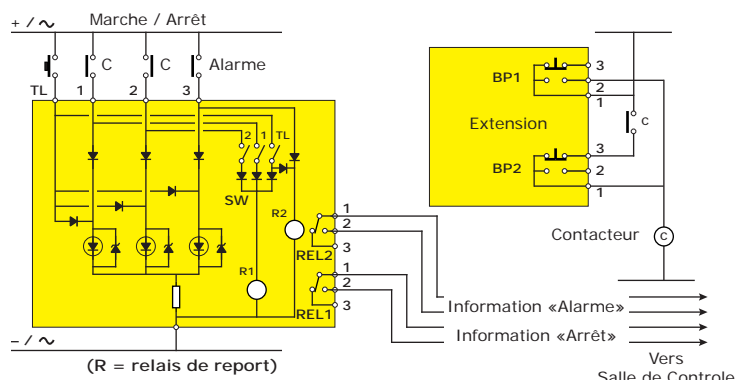 + / ∿ Marche / Arrêt
C C Alarme
TL 1 2 3
2 1 TL
SW
R2
R1
1
2
3
REL2
1
2
3
REL1
– / ∿
(R = relais de report)
BP1
3
2
1
Extension
C
BP2
3
2
1
Contacteur C
Information «Alarme»
Information «Arrêt»
Vers
Salle de Controle